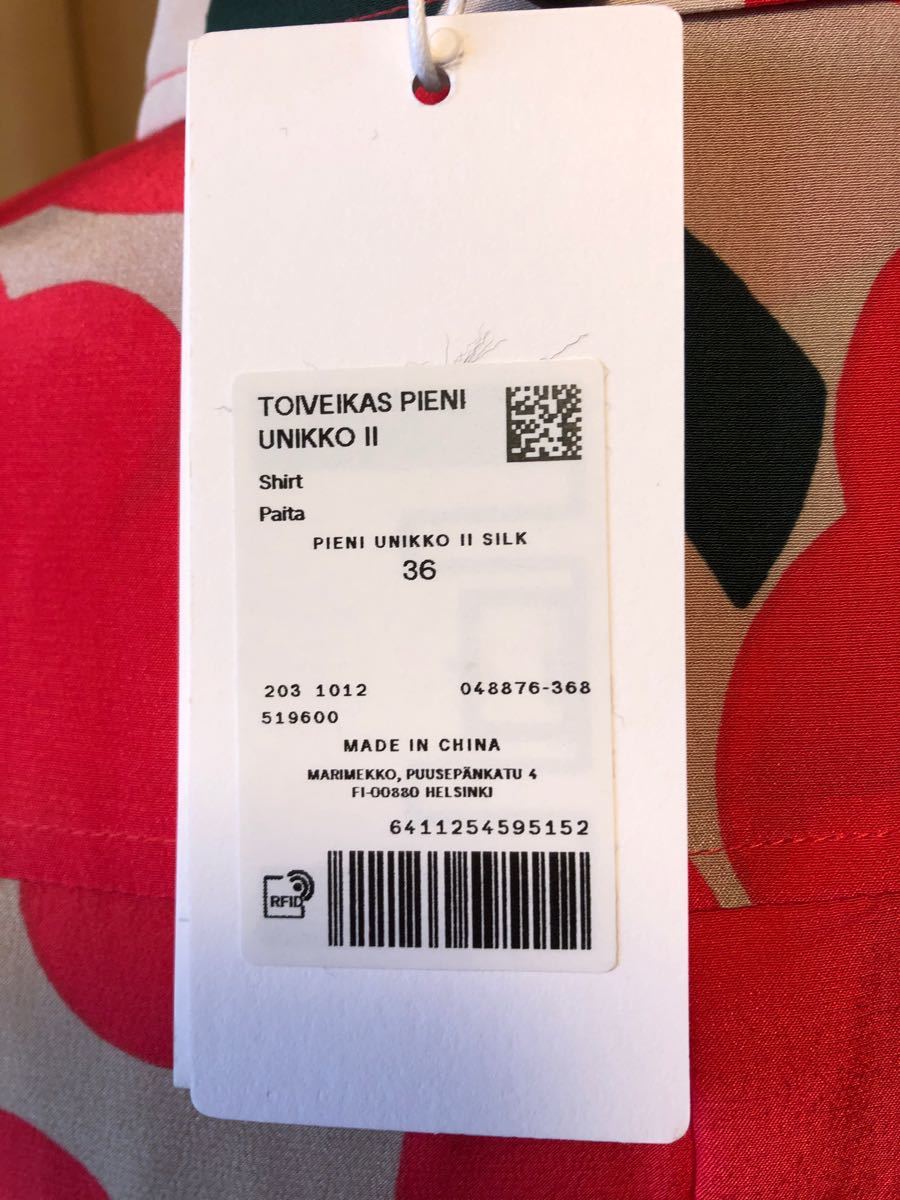 TOIVEIKAS PIENI
UNIKKO II
Shirt
Paita
PIENI UNIKKO II SILK
36
203 1012 048876-368
519600
MADE IN CHINA
MARIMEKKO, PUUSEPÄNKATU 4
FI-00880 HELSINKI
6411254595152
RFID